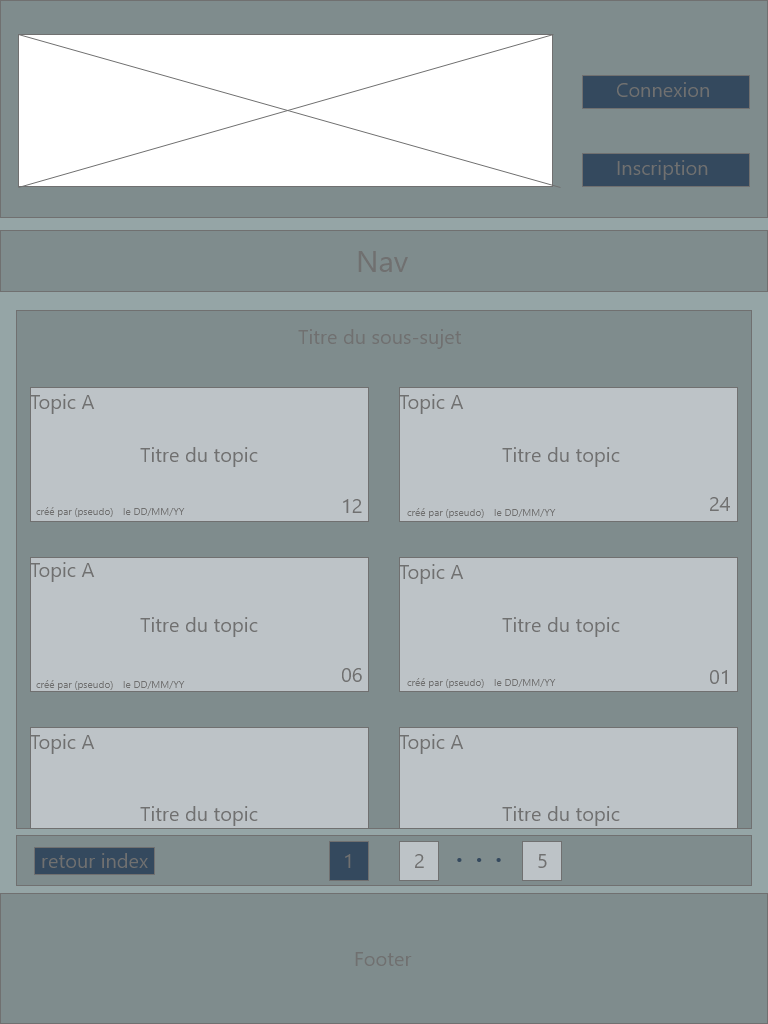 Connexion
Inscription
Nav
Titre du sous-sujet
Topic A
Titre du topic
créé par (pseudo) le DD/MM/YY
12
Topic A
Titre du topic
créé par (pseudo) le DD/MM/YY
24
Topic A
Titre du topic
créé par (pseudo) le DD/MM/YY
06
Topic A
Titre du topic
créé par (pseudo) le DD/MM/YY
01
Topic A
Titre du topic
Topic A
Titre du topic
retour index
1 2 • • • 5
Footer